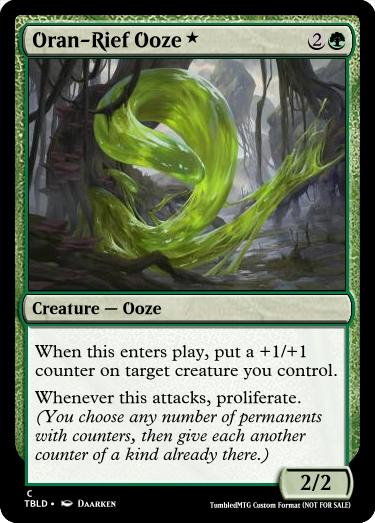 Oran-Rief Ooze★ 2
Creature — Ooze
When this enters play, put a +1/+1
counter on target creature you control.
Whenever this attacks, proliferate.
(You choose any number of permanents
with counters, then give each another
counter of a kind already there.)
2/2
C
TBLD • Daarken
TumbledMTG Custom Format (NOT FOR SALE)